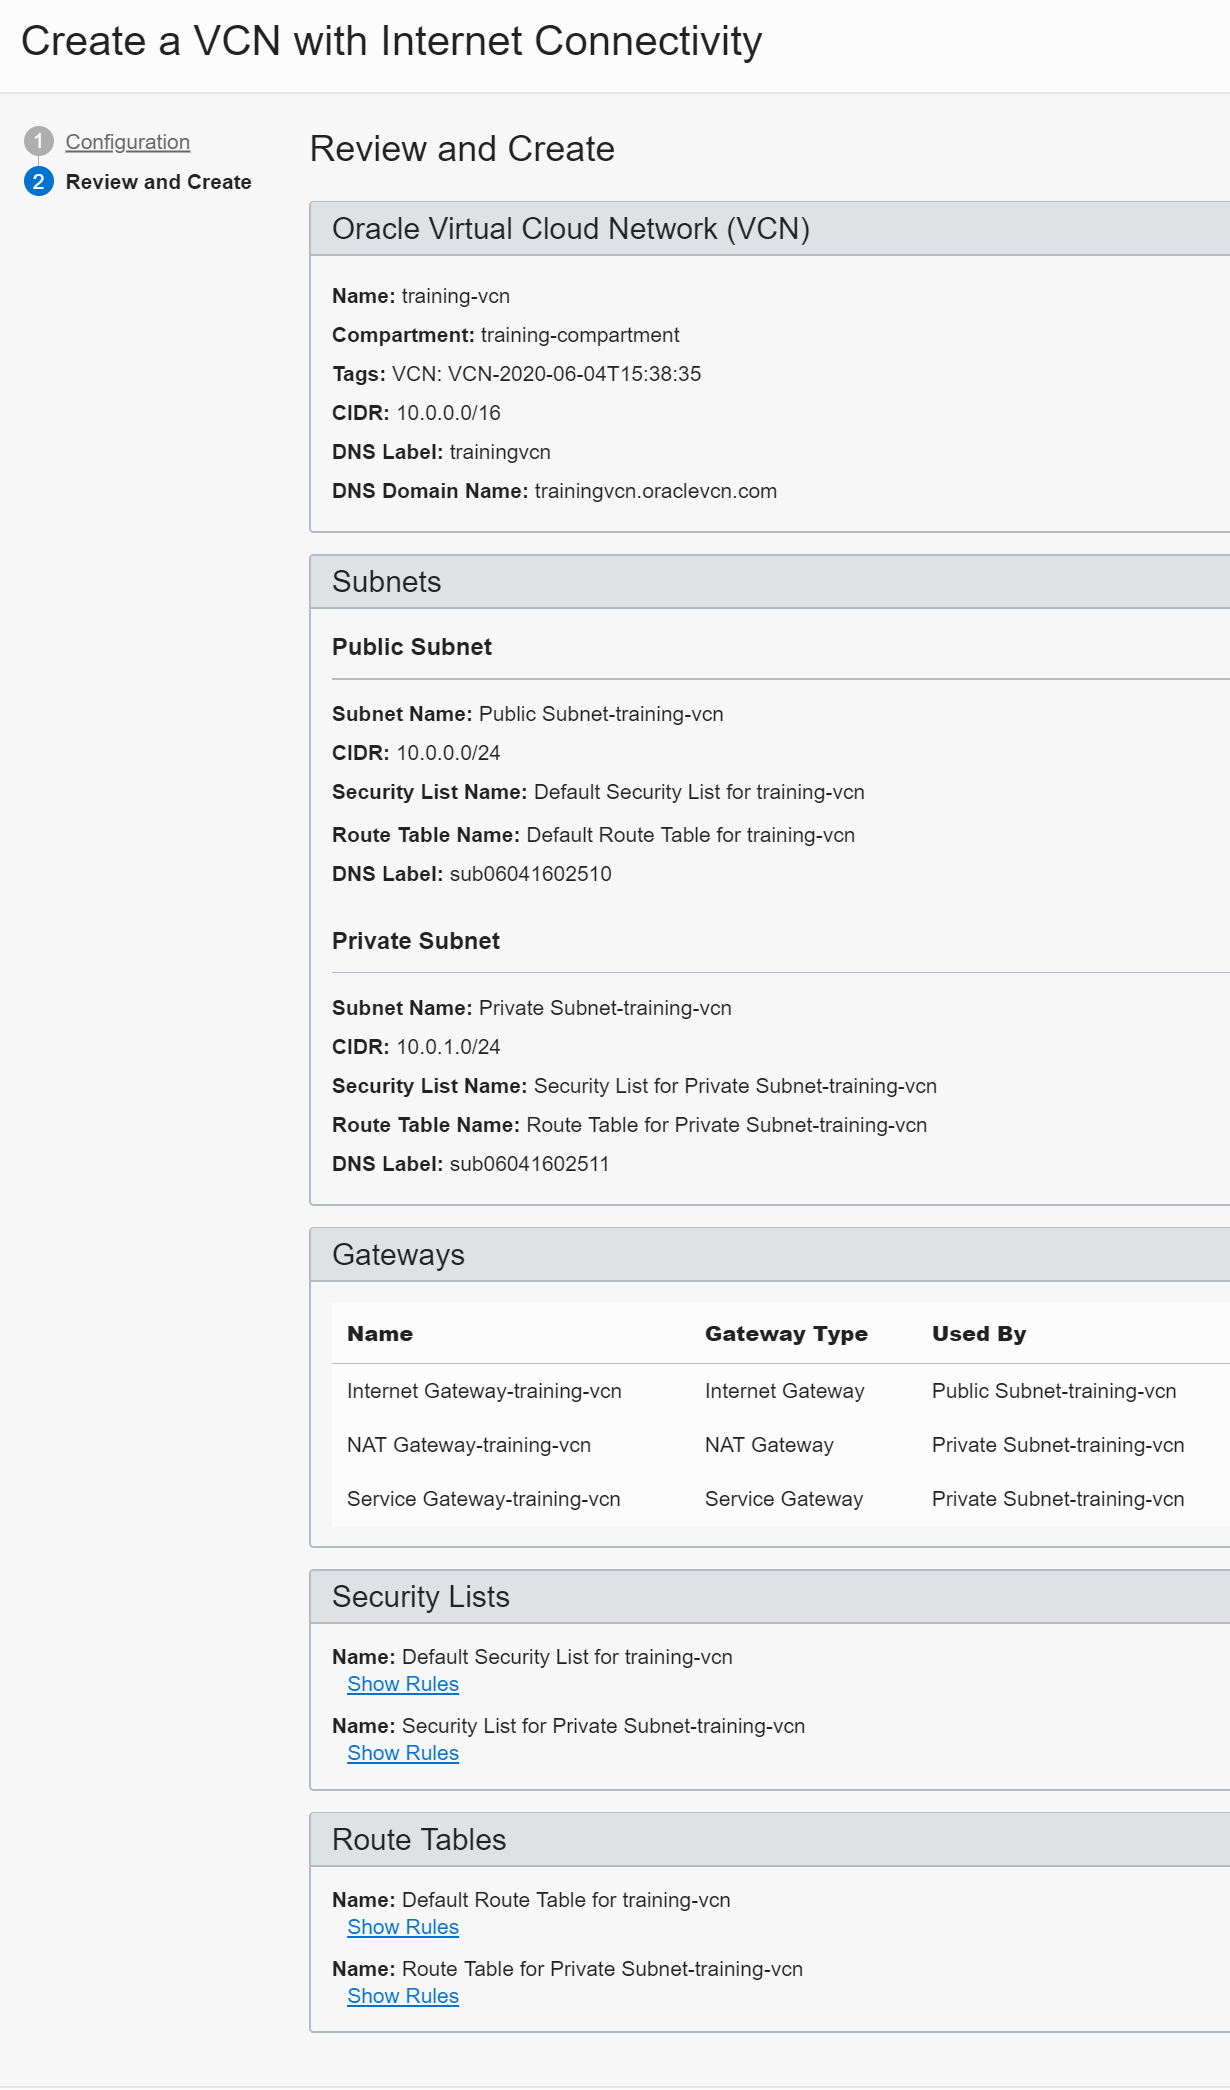 Create a VCN with Internet Connectivity
1 Configuration
2 Review and Create
Review and Create
Oracle Virtual Cloud Network (VCN)
Name: training-vcn
Compartment: training-compartment
Tags: VCN: VCN-2020-06-04T15:38:35
CIDR: 10.0.0.0/16
DNS Label: trainingvcn
DNS Domain Name: trainingvcn.oraclevcn.com
Subnets
Public Subnet
Subnet Name: Public Subnet-training-vcn
CIDR: 10.0.0.0/24
Security List Name: Default Security List for training-vcn
Route Table Name: Default Route Table for training-vcn
DNS Label: sub06041602510
Private Subnet
Subnet Name: Private Subnet-training-vcn
CIDR: 10.0.1.0/24
Security List Name: Security List for Private Subnet-training-vcn
Route Table Name: Route Table for Private Subnet-training-vcn
DNS Label: sub06041602511
Gateways
Name Gateway Type Used By
Internet Gateway-training-vcn Internet Gateway Public Subnet-training-vcn
NAT Gateway-training-vcn NAT Gateway Private Subnet-training-vcn
Service Gateway-training-vcn Service Gateway Private Subnet-training-vcn
Security Lists
Name: Default Security List for training-vcn
Show Rules
Name: Security List for Private Subnet-training-vcn
Show Rules
Route Tables
Name: Default Route Table for training-vcn
Show Rules
Name: Route Table for Private Subnet-training-vcn
Show Rules